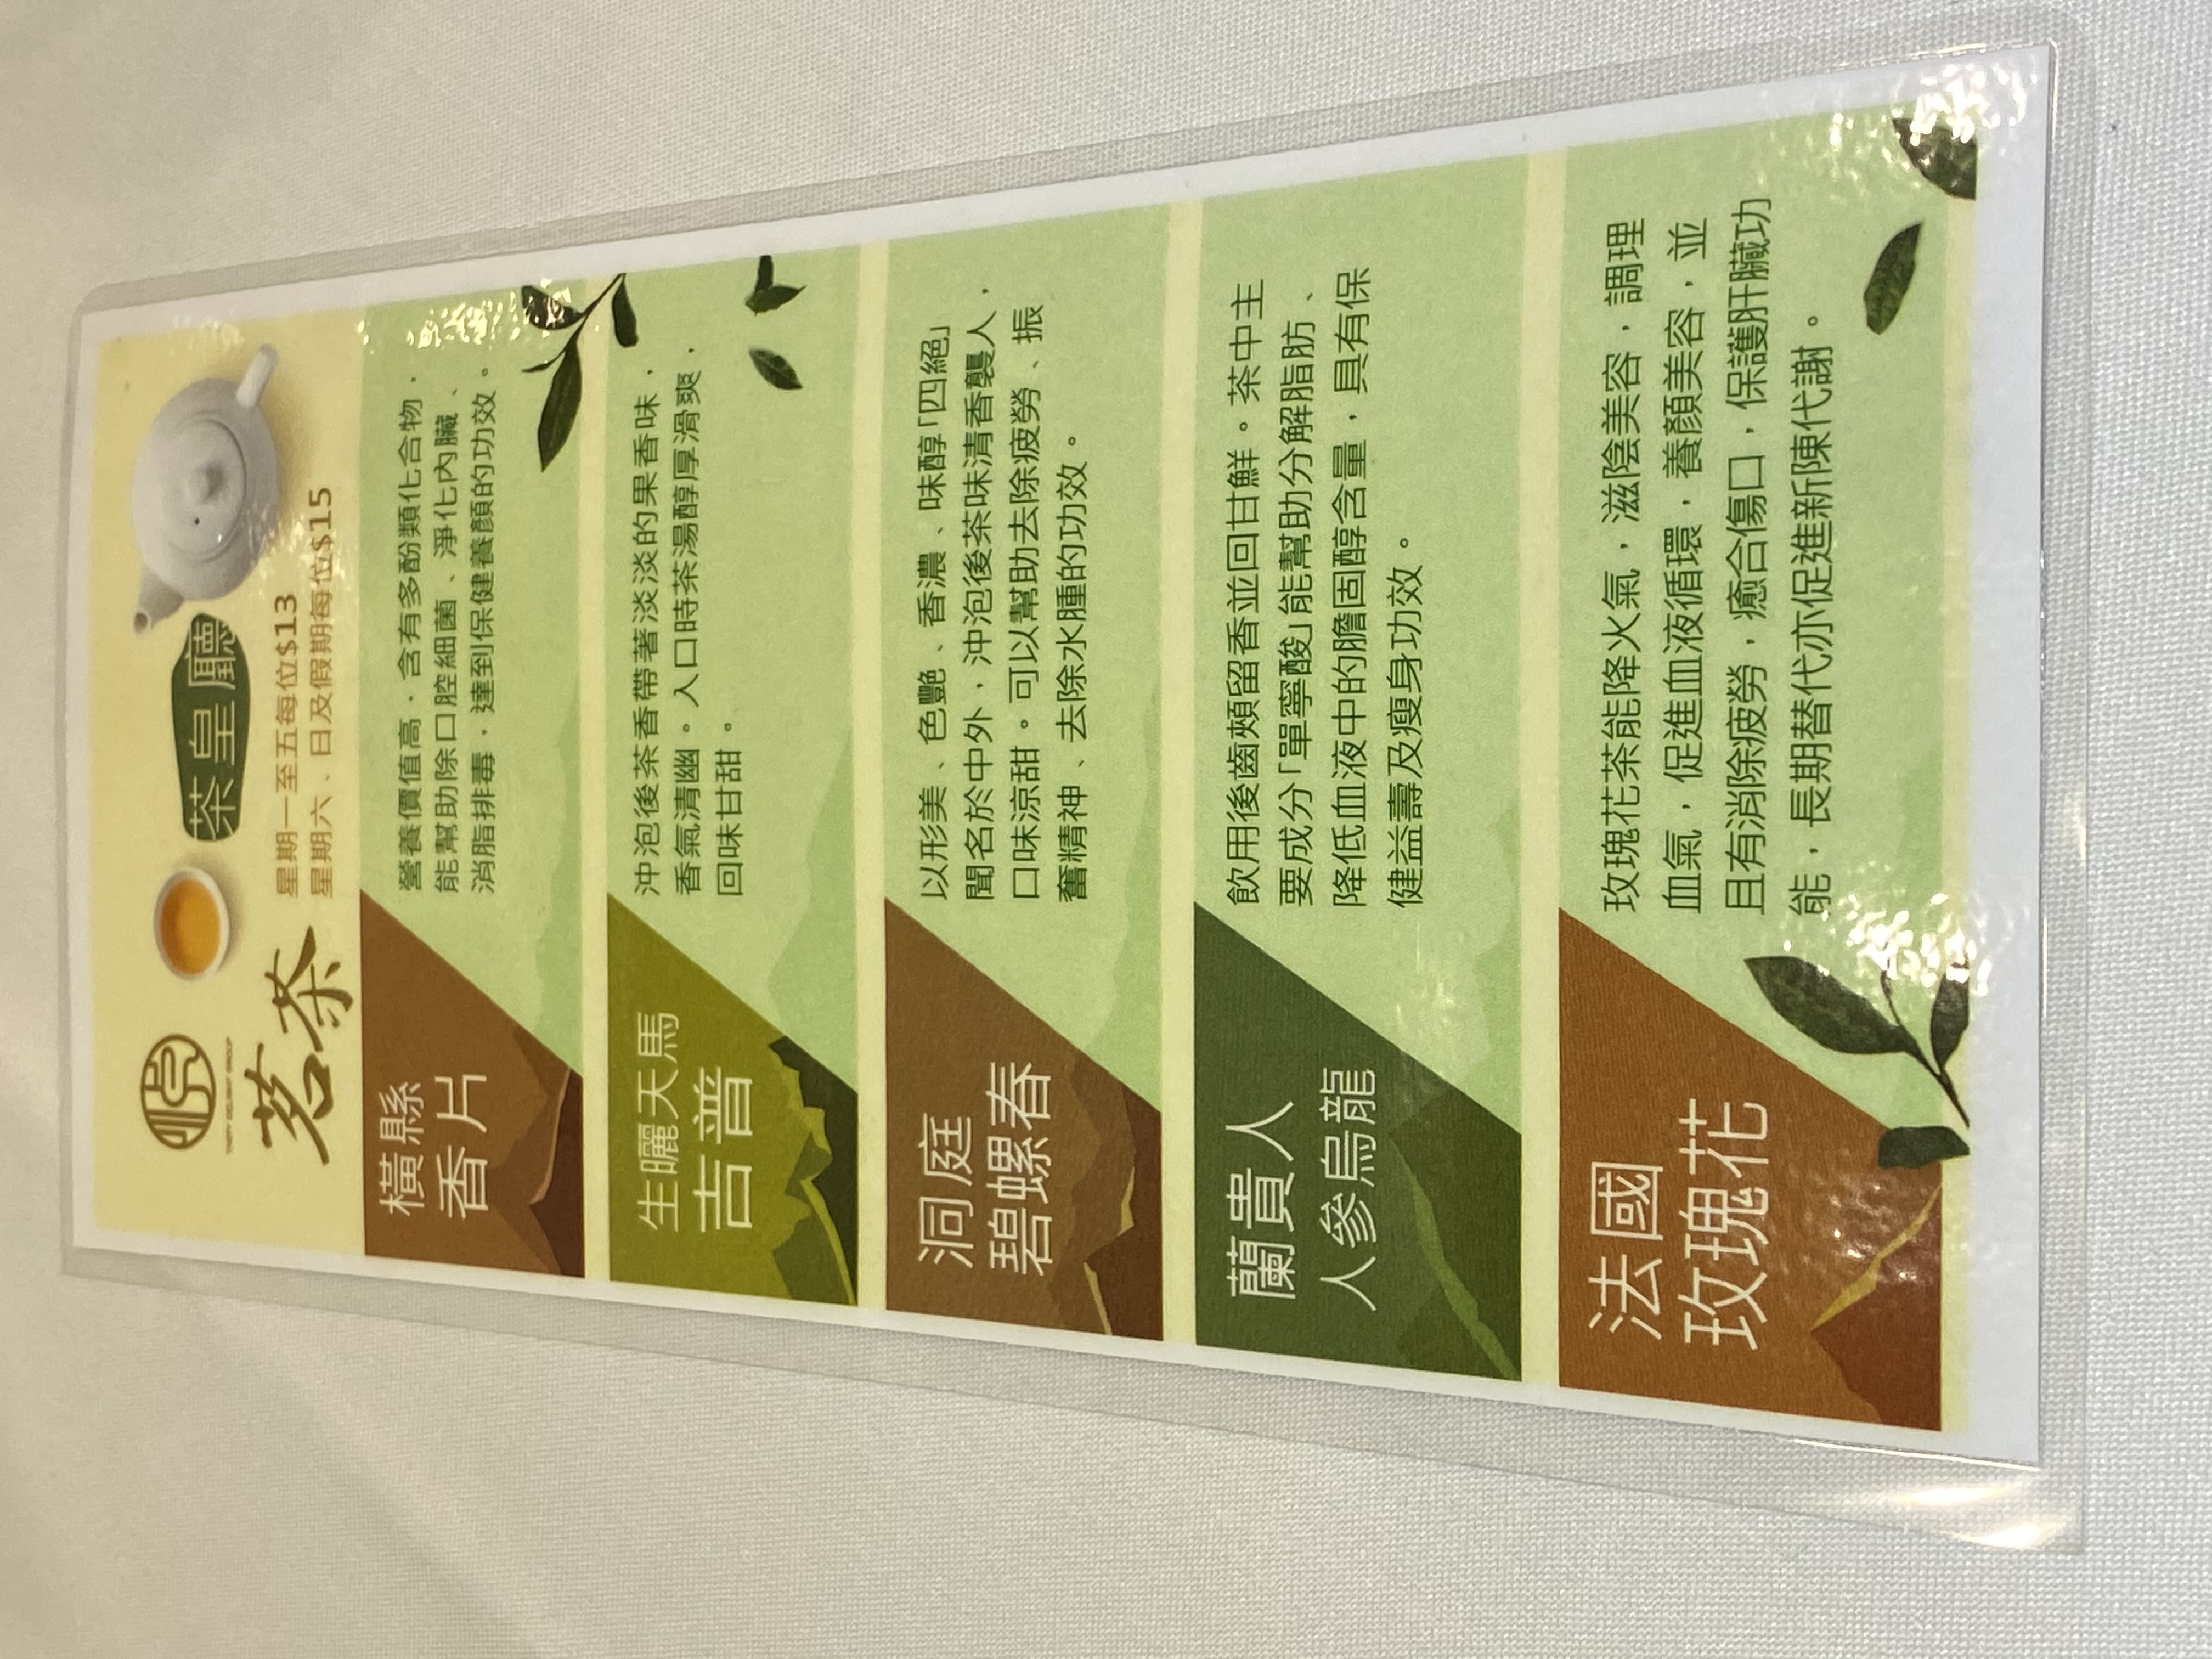 茗茶
茶皇廳
星期一至五每位$13
星期六、日及假期每位$15
橫縣
香片
營養價值高，含有多酚類化合物，
能幫助除口腔細菌、淨化內臟、
消脂排毒，達到保健養顏的功效。
生曬天馬
吉普
沖泡後茶香帶著淡淡的果香味，
香氣清幽。入口時茶湯醇厚滑爽，
回味甘甜。
洞庭
碧螺春
以形美、色艷、香濃、味醇「四絕」
聞名於中外，沖泡後茶味清香襲人，
口味涼甜。可以幫助去除疲勞、振
奮精神、去除水腫的功效。
蘭貴人
人參烏龍
飲用後齒頰留香並回甘鮮。茶中主
要成分「單寧酸」能幫助分解脂肪、
降低血液中的膽固醇含量，具有保
健益壽及瘦身功效。
法國
玫瑰花
玫瑰花茶能降火氣，滋陰美容，調理
血氣，促進血液循環，養顏美容，並
且有消除疲勞，癒合傷口，保護肝臟功
能，長期替代亦促進新陳代謝。